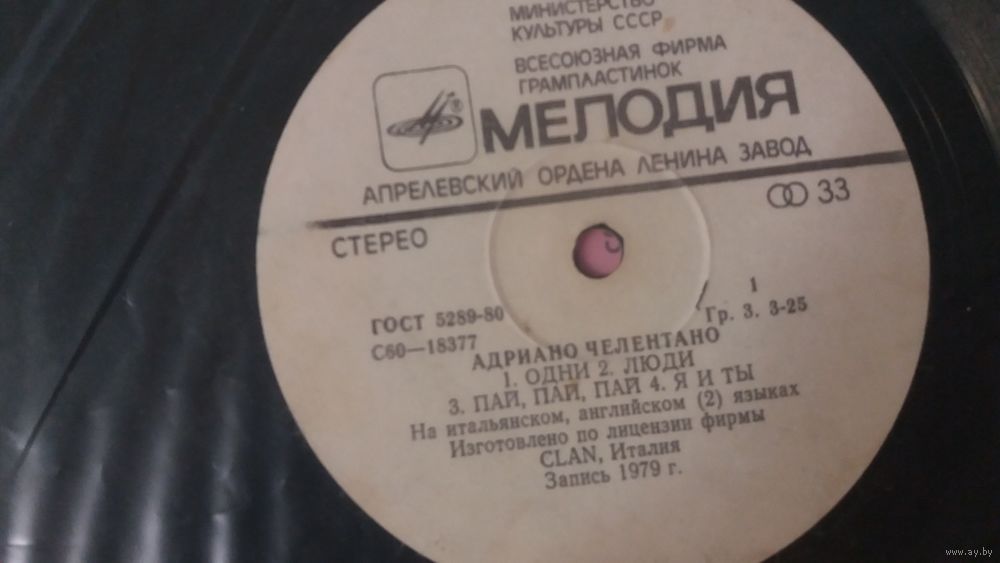 МИНИСТЕРСТВО
КУЛЬТУРЫ СССР
ВСЕСОЮЗНАЯ ФИРМА
ГРАМПЛАСТИНОК
МЕЛОДИЯ
АПРЕЛЕВСКИЙ ОРДЕНА ЛЕНИНА ЗАВОД
СТЕРЕО
33
ГОСТ 5289-80
1
С60—18377
Гр. 3. 3-25
АДРИАНО ЧЕЛЕНТАНО
1. ОДНИ 2. ЛЮДИ
3. ПАЙ, ПАЙ, ПАЙ 4. Я И ТЫ
На итальянском, английском (2) языках
Изготовлено по лицензии фирмы
CLAN, Италия
Запись 1979 г.
www.ay.by